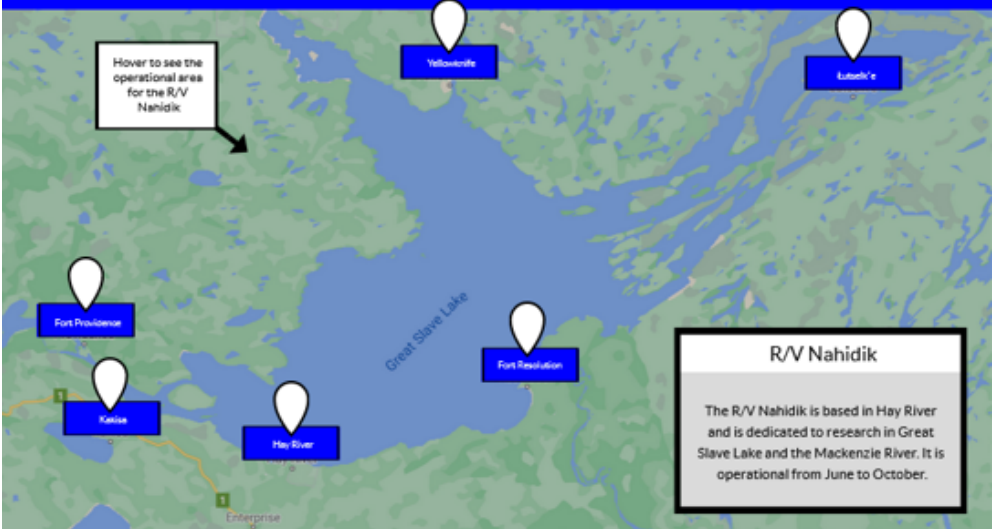 Yellowknife
Łutselk'e
Hover to see the
operational area
for the R/V
Nahidik
Fort Providence
Great Slave Lake
Fort Resolution
R/V Nahidik
The R/V Nahidik is based in Hay River
and is dedicated to research in Great
Slave Lake and the Mackenzie River. It is
operational from June to October.
1
Kakisa
Hay River
1
Enterprise